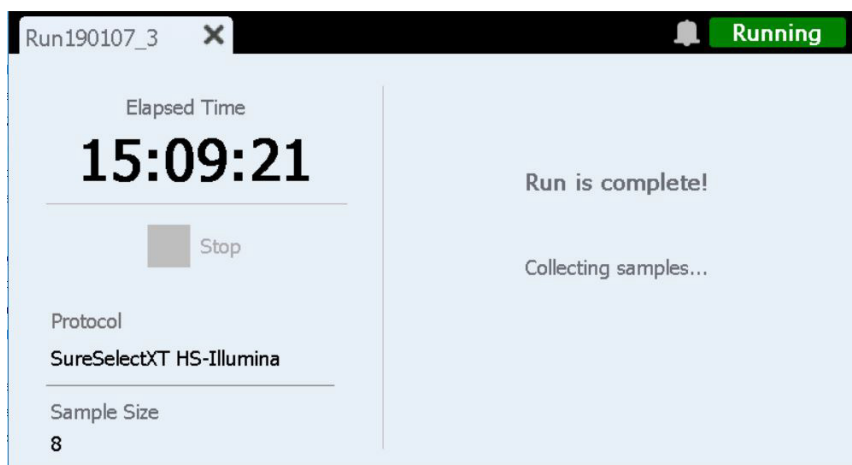 Run190107_3
Running
Elapsed Time
15:09:21
Stop
Protocol
SureSelectXT HS-Illumina
Sample Size
8
Run is complete!
Collecting samples...